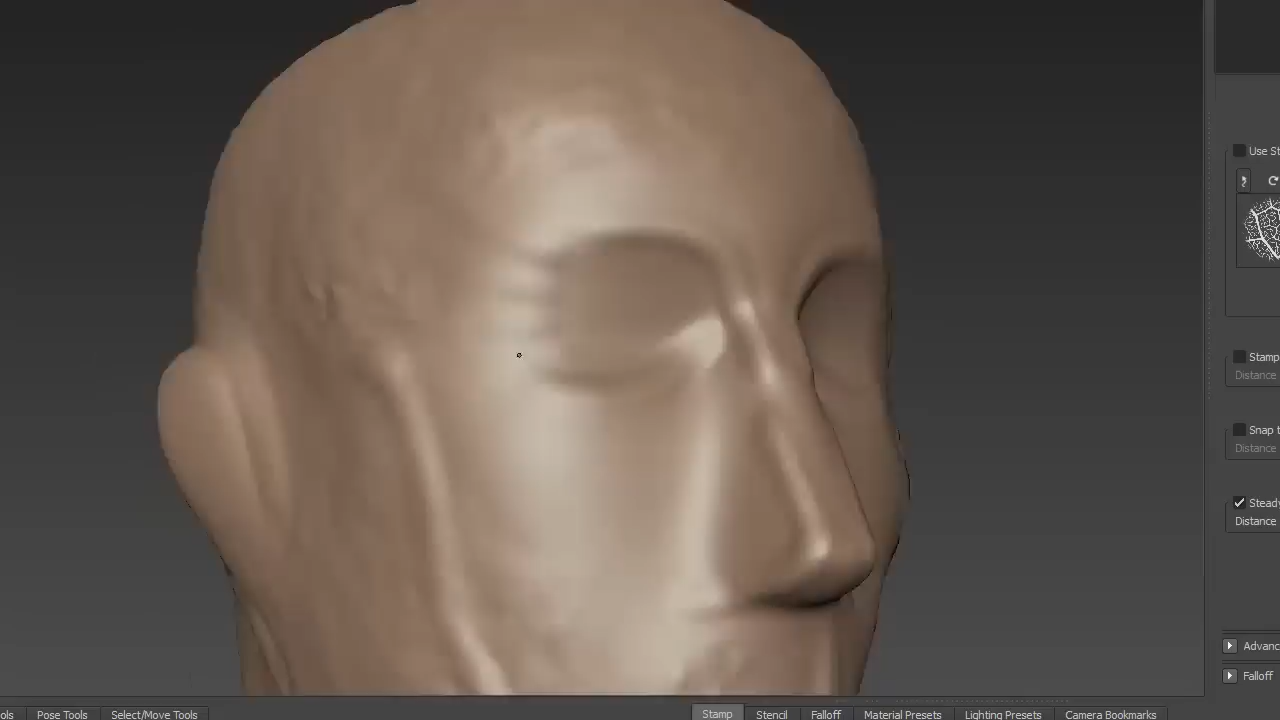 Use St
Stamp
Distance
Snap t
Distance
Steady
Distance
Advanc
Falloff
ols
Pose Tools
Select/Move Tools
Stamp
Stencil
Falloff
Material Presets
Lighting Presets
Camera Bookmarks